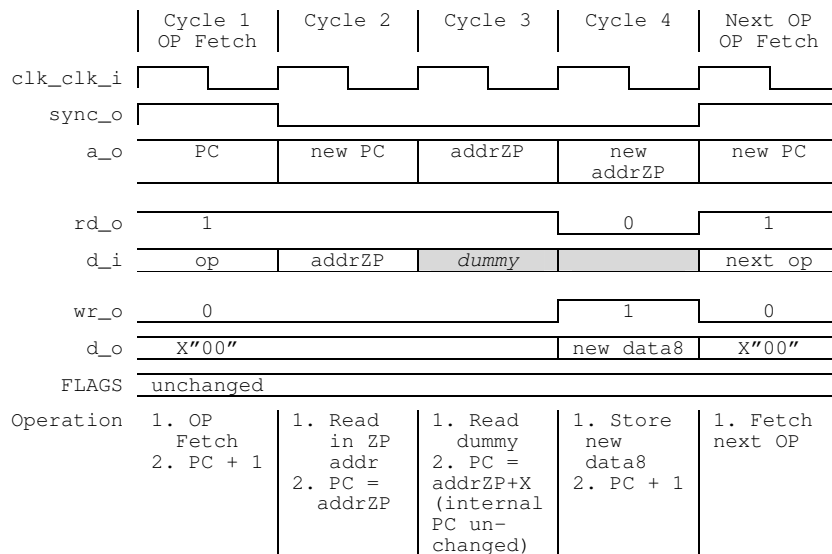 Cycle 1 Cycle 2 Cycle 3 Cycle 4 Next OP
OP Fetch OP Fetch
clk_clk_i
sync_o
a_o PC new PC addrZP new new PC
addrZP
rd_o 1 0 1
d_i op addrZP dummy next op
wr_o 0 1 0
d_o X"00" new data8 X"00"
FLAGS unchanged
Operation 1. OP 1. Read 1. Read 1. Store 1. Fetch
Fetch in ZP dummy new next OP
2. PC + 1 addr 2. PC = data8
2. PC = addrZP+X 2. PC + 1
addrZP (internal
PC un-
changed)